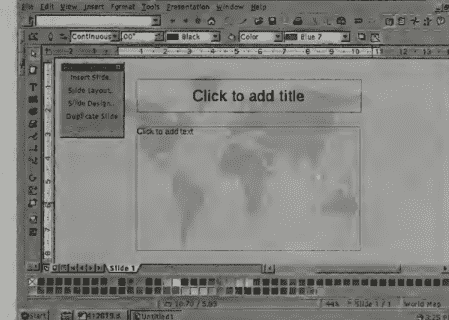 File Edit View Insert Format Tools Presentation Window Help
Continuous .00" Black Color Blue 7
Insert Slide...
Slide Layout...
Slide Design...
Duplicate Slide
Click to add title
Click to add text
Slide 1
44% Slide 1 / 1 World Map
Start Untitled1